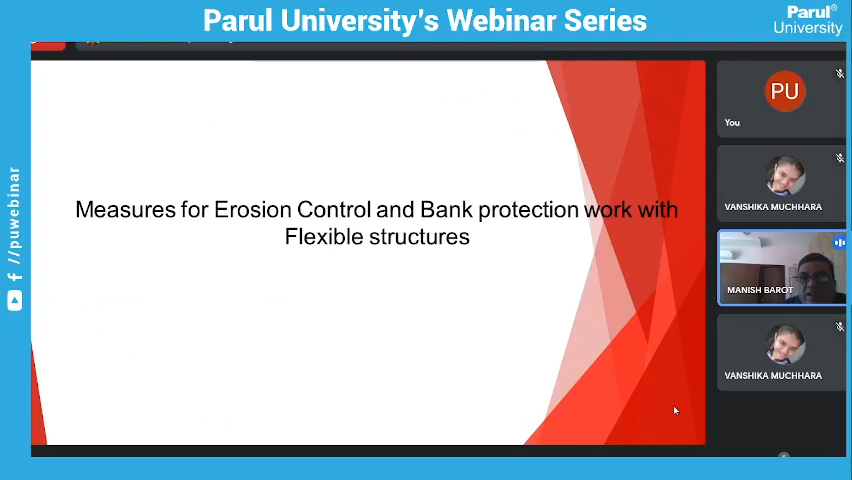 Parul University's Webinar Series
Parul®
University
//puwebinar
Measures for Erosion Control and Bank protection work with
Flexible structures
PU
You
VANSHIKA MUCHHARA
MANISH BAROT
VANSHIKA MUCHHARA